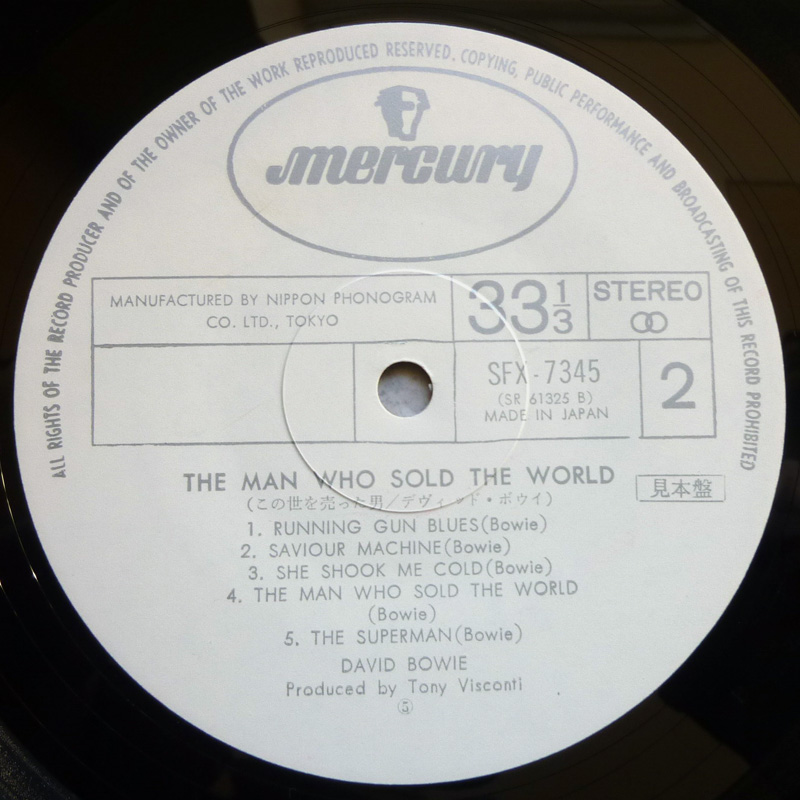 ALL RIGHTS OF THE RECORD PRODUCER AND OF THE OWNER OF THE WORK REPRODUCED RESERVED. COPYING, PUBLIC PERFORMANCE AND BROADCASTING OF THIS RECORD PROHIBITED
mercury
MANUFACTURED BY NIPPON PHONOGRAM
CO. LTD., TOKYO
33 1/3
STEREO
SFX-7345
(SR 61325 B)
MADE IN JAPAN
2
THE MAN WHO SOLD THE WORLD
(この世を売った男/デヴィッド・ボウイ)
見本盤
1. RUNNING GUN BLUES(Bowie)
2. SAVIOUR MACHINE(Bowie)
3. SHE SHOOK ME COLD(Bowie)
4. THE MAN WHO SOLD THE WORLD
(Bowie)
5. THE SUPERMAN(Bowie)
DAVID BOWIE
Produced by Tony Visconti
⑤